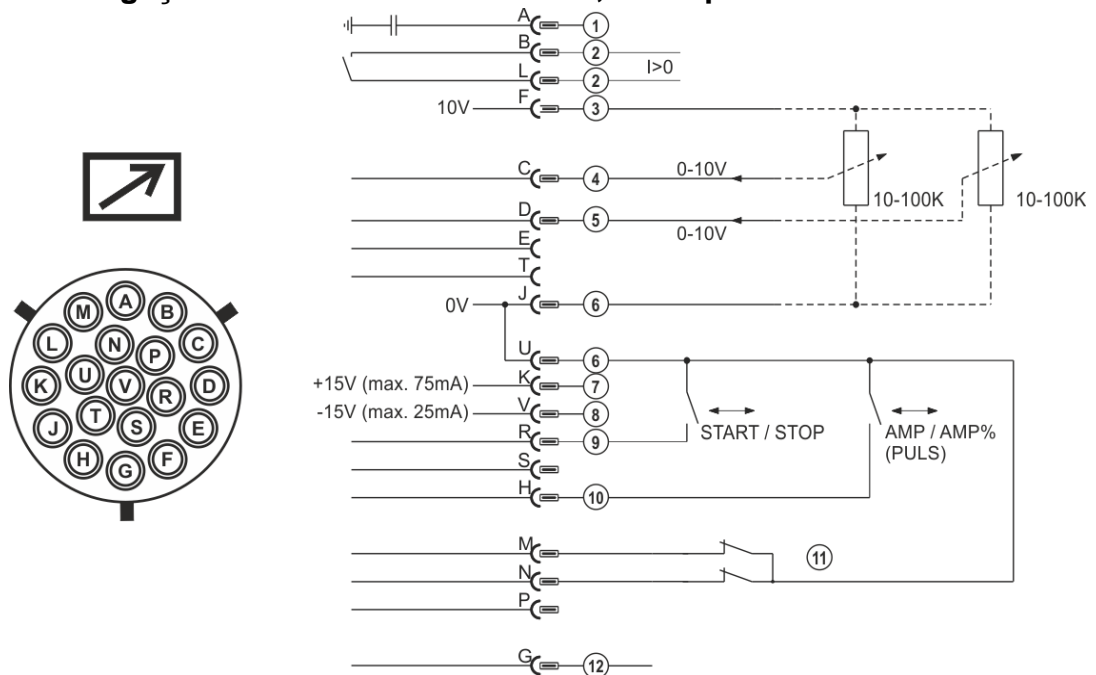 A 1
B 2
I>0
L 2
10V F 3
C 4 0-10V
10-100K 10-100K
D 5
0-10V
E
T
0V J 6
U 6
+15V (max. 75mA) K 7
-15V (max. 25mA) V 8
START / STOP AMP / AMP%
(PULS)
R 9
S
H 10
M 11
N
P
G 12
A
M B
L N P C
K U V R D
J T S E
H G F